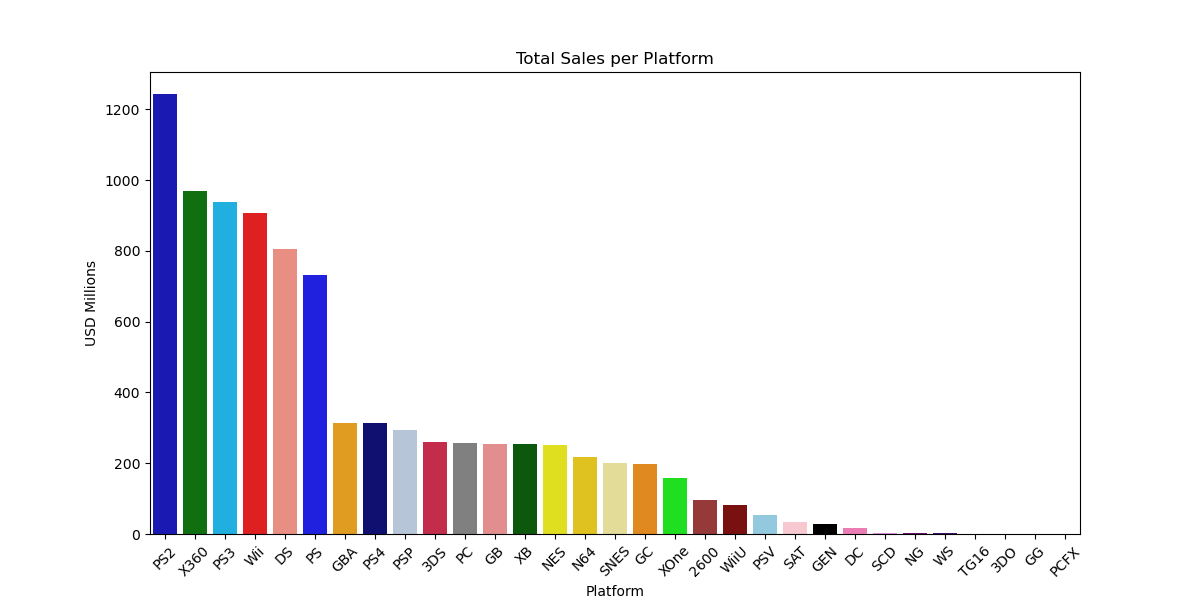 Total Sales per Platform
USD Millions
1200
1000
800
600
400
200
0
PS2 X360 PS3 Wii DS PS GBA PS4 PSP 3DS PC GB XB NES N64 SNES GC XOne 2600 WiiU PSV SAT GEN DC SCD NG WS TG16 3DO GG PCFX
Platform